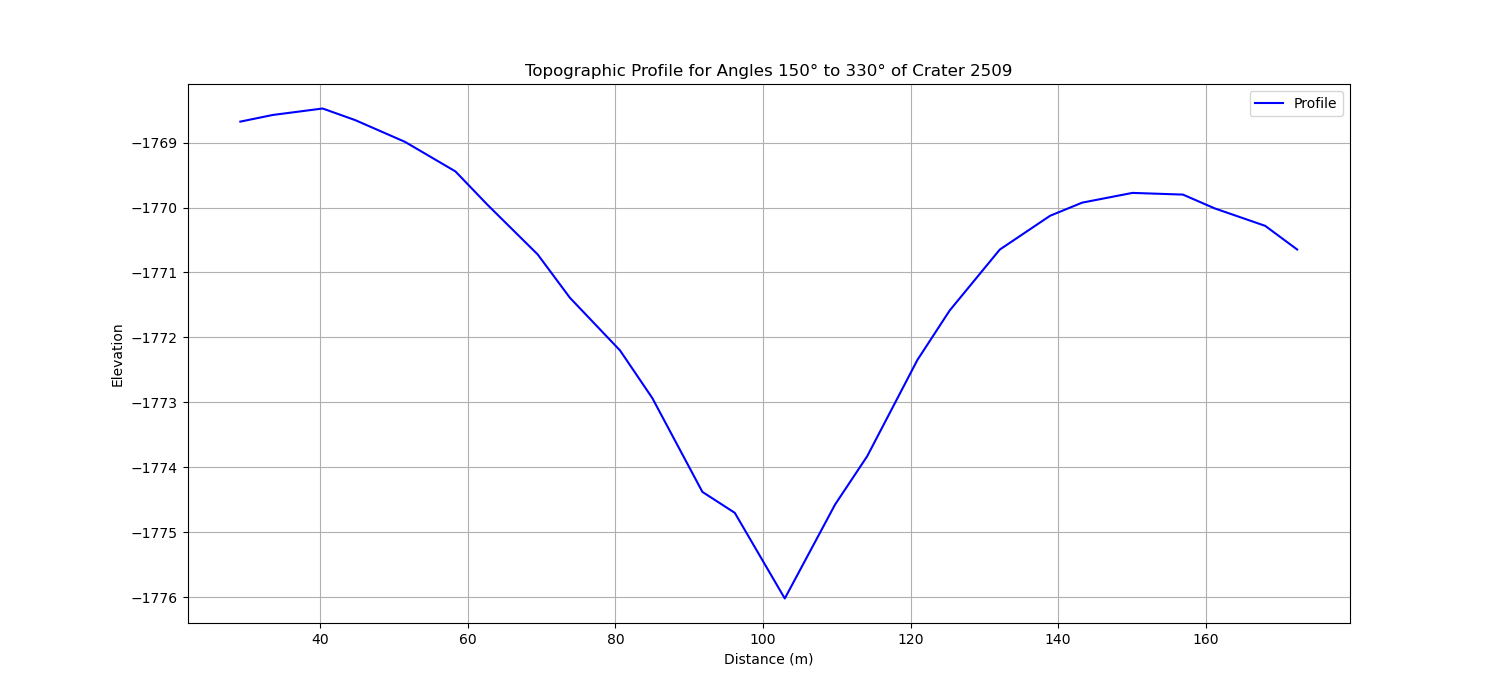 Topographic Profile for Angles 150° to 330° of Crater 2509
Profile
−1769
−1770
−1771
−1772
−1773
−1774
−1775
−1776
Elevation
40 60 80 100 120 140 160
Distance (m)